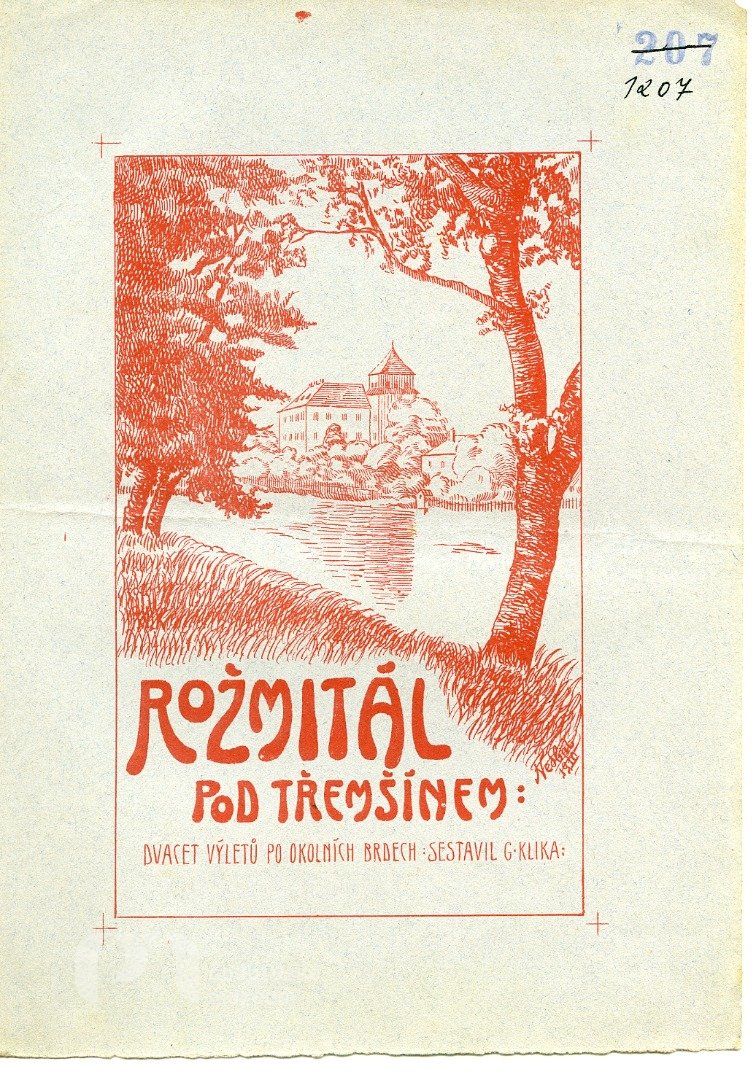 207
1207
ROŽMITÁL
POD TŘEMŠÍNEM:
DVACET VÝLETŮ PO OKOLNÍCH BRDECH : SESTAVIL G·KLIKA: